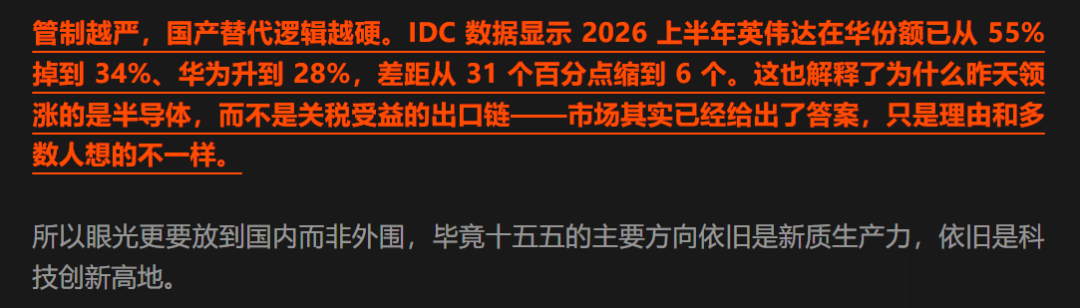 管制越严，国产替代逻辑越硬。IDC 数据显示 2026 上半年英伟达在华份额已从 55%
掉到 34%、华为升到 28%，差距从 31 个百分点缩到 6 个。这也解释了为什么昨天领
涨的是半导体，而不是关税受益的出口链——市场其实已经给出了答案，只是理由和多
数人想的不一样。
所以眼光更要放到国内而非外围，毕竟十五五的主要方向依旧是新质生产力，依旧是科
技创新高地。